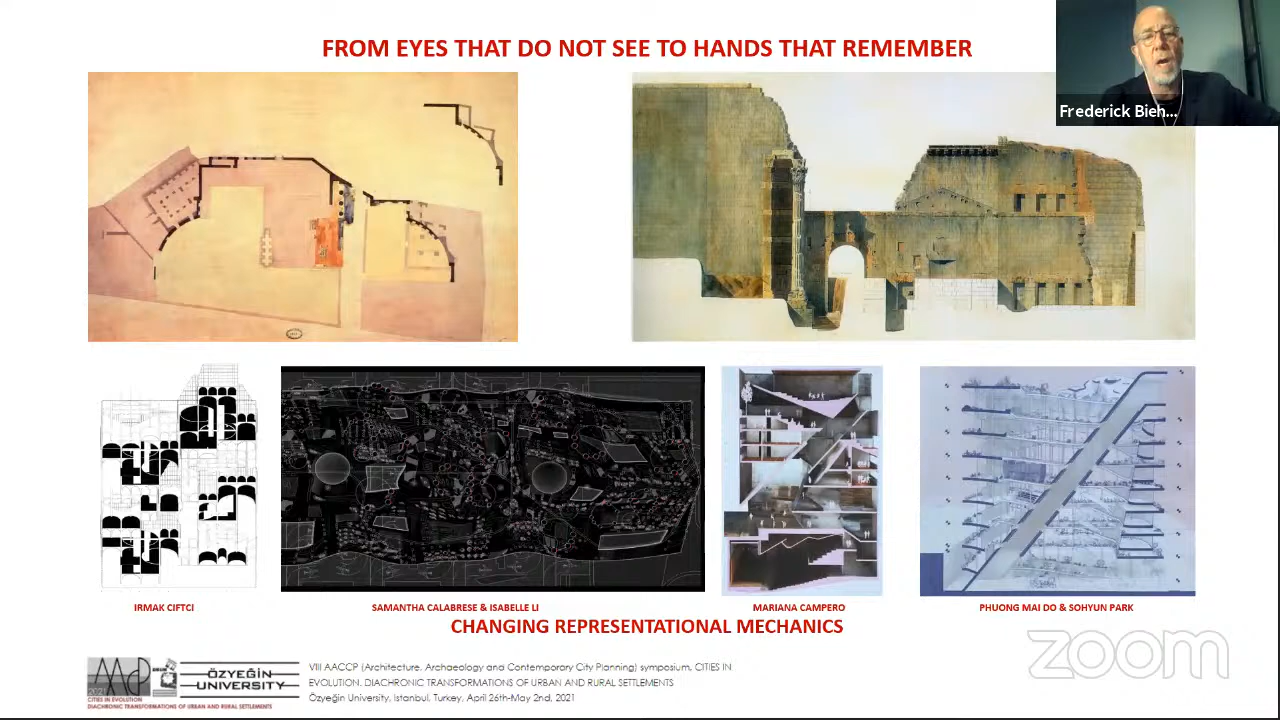 FROM EYES THAT DO NOT SEE TO HANDS THAT REMEMBER
Frederick Bieh...
IRMAK CIFTCI
SAMANTHA CALABRESE & ISABELLE LI
MARIANA CAMPERO
PHUONG MAI DO & SOHYUN PARK
CHANGING REPRESENTATIONAL MECHANICS
zoom
AACCP
2021
CITIES IN EVOLUTION
DIACHRONIC TRANSFORMATIONS OF URBAN AND RURAL SETTLEMENTS
ÖZYEĞİN
UNIVERSITY
VIII AACCP (Architecture, Archaeology and Contemporary City Planning) symposium, CITIES IN
EVOLUTION. DIACHRONIC TRANSFORMATIONS OF URBAN AND RURAL SETTLEMENTS
Özyeğin University, Istanbul, Turkey, April 26th-May 2nd, 2021